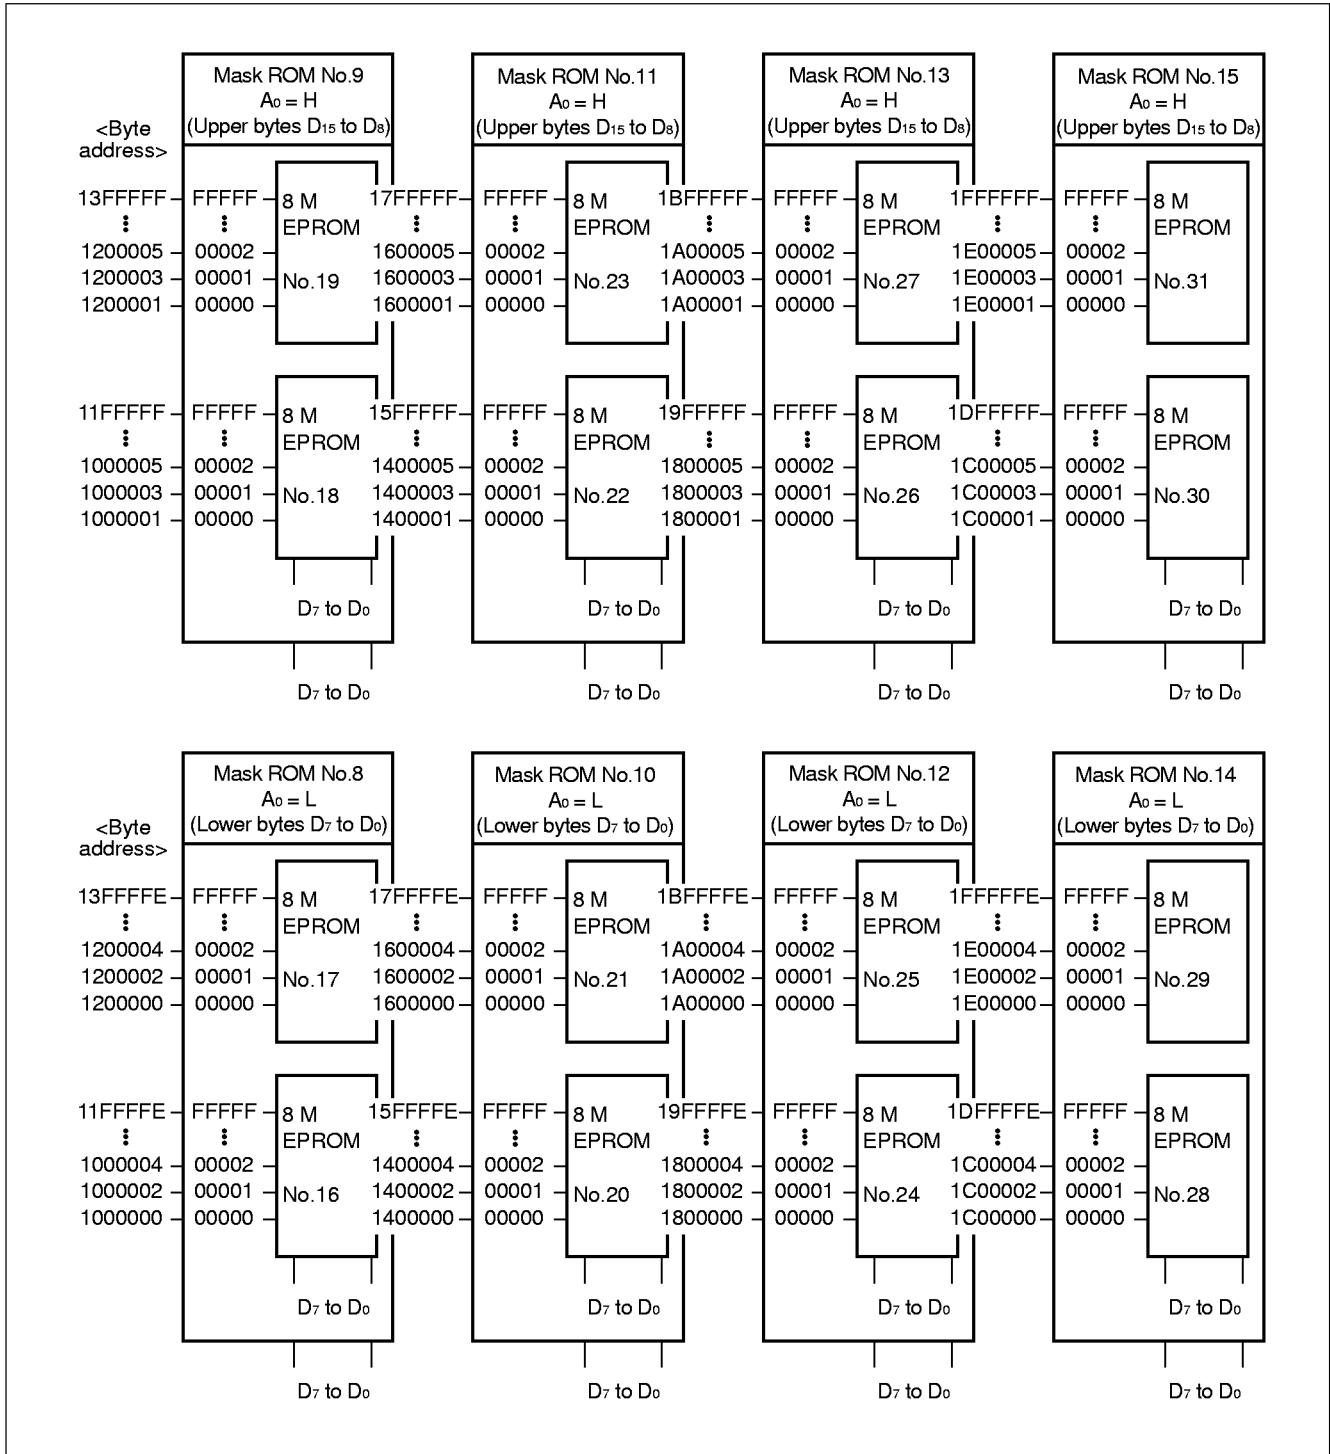 Mask ROM No.9
A0 = H
(Upper bytes D15 to D8)
Mask ROM No.11
A0 = H
(Upper bytes D15 to D8)
Mask ROM No.13
A0 = H
(Upper bytes D15 to D8)
Mask ROM No.15
A0 = H
(Upper bytes D15 to D8)
<Byte
address>
13FFFFF FFFFF 8 M 17FFFFF FFFFF 8 M 1BFFFFF FFFFF 8 M 1FFFFFF FFFFF 8 M
EPROM EPROM EPROM EPROM
1200005 00002 1600005 00002 1A00005 00002 1E00005 00002
1200003 00001 No.19 1600003 00001 No.23 1A00003 00001 No.27 1E00003 00001 No.31
1200001 00000 1600001 00000 1A00001 00000 1E00001 00000
11FFFFF FFFFF 8 M 15FFFFF FFFFF 8 M 19FFFFF FFFFF 8 M 1DFFFFF FFFFF 8 M
EPROM EPROM EPROM EPROM
1000005 00002 1400005 00002 1800005 00002 1C00005 00002
1000003 00001 No.18 1400003 00001 No.22 1800003 00001 No.26 1C00003 00001 No.30
1000001 00000 1400001 00000 1800001 00000 1C00001 00000
D7 to D0 D7 to D0 D7 to D0 D7 to D0
D7 to D0 D7 to D0 D7 to D0 D7 to D0
Mask ROM No.8
A0 = L
(Lower bytes D7 to D0)
Mask ROM No.10
A0 = L
(Lower bytes D7 to D0)
Mask ROM No.12
A0 = L
(Lower bytes D7 to D0)
Mask ROM No.14
A0 = L
(Lower bytes D7 to D0)
<Byte
address>
13FFFFE FFFFF 8 M 17FFFFE FFFFF 8 M 1BFFFFE FFFFF 8 M 1FFFFFE FFFFF 8 M
EPROM EPROM EPROM EPROM
1200004 00002 1600004 00002 1A00004 00002 1E00004 00002
1200002 00001 No.17 1600002 00001 No.21 1A00002 00001 No.25 1E00002 00001 No.29
1200000 00000 1600000 00000 1A00000 00000 1E00000 00000
11FFFFE FFFFF 8 M 15FFFFE FFFFF 8 M 19FFFFE FFFFF 8 M 1DFFFFE FFFFF 8 M
EPROM EPROM EPROM EPROM
1000004 00002 1400004 00002 1800004 00002 1C00004 00002
1000002 00001 No.16 1400002 00001 No.20 1800002 00001 No.24 1C00002 00001 No.28
1000000 00000 1400000 00000 1800000 00000 1C00000 00000
D7 to D0 D7 to D0 D7 to D0 D7 to D0
D7 to D0 D7 to D0 D7 to D0 D7 to D0